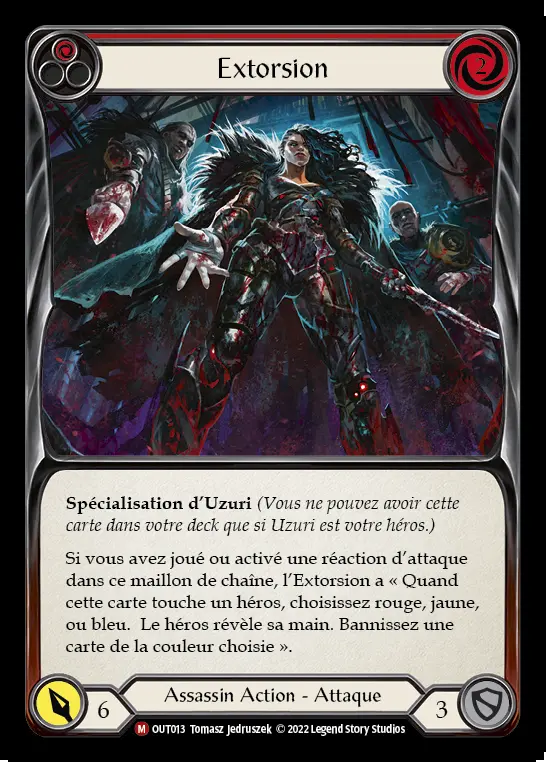 Extorsion
2
Spécialisation d’Uzuri (Vous ne pouvez avoir cette
carte dans votre deck que si Uzuri est votre héros.)
Si vous avez joué ou activé une réaction d’attaque
dans ce maillon de chaîne, l’Extorsion a « Quand
cette carte touche un héros, choisissez rouge, jaune,
ou bleu.  Le héros révèle sa main. Bannissez une
carte de la couleur choisie ».
6
Assassin Action - Attaque
3
M OUT013 Tomasz Jedruszek © 2022 Legend Story Studios